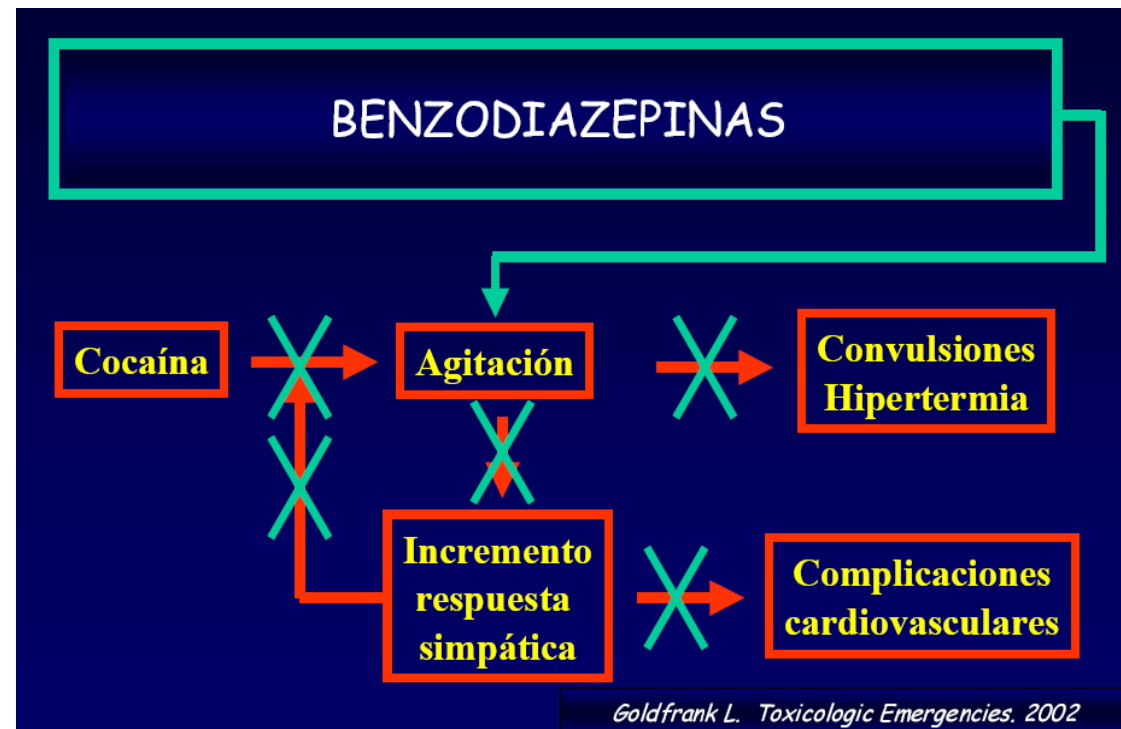 BENZODIAZEPINAS
Cocaína
Agitación
Convulsiones
Hipertermia
Incremento
respuesta
simpática
Complicaciones
cardiovasculares
Goldfrank L. Toxicologic Emergencies. 2002